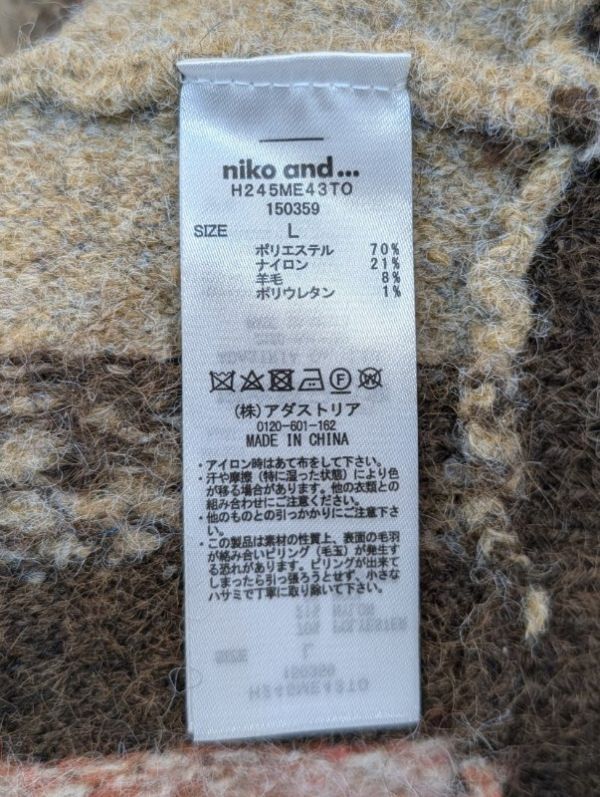 niko and...
H245ME43TO
150359
SIZE L
ポリエステル 70%
ナイロン 21%
羊毛 8%
ポリウレタン 1%
(株)アダストリア
0120-601-162
MADE IN CHINA
・アイロン時はあて布をして下さい。
・汗や摩擦(特に湿った状態)により色
が移る場合があります。他の衣類との
組み合わせにご注意ください。
・他のものとの引っかかりにご注意下さ
い。
・この製品は素材の性質上、表面の毛羽
が絡み合いピリング(毛玉)が発生す
る恐れがあります。ピリングが出来て
しまったら引っ張ろうとせず、小さな
ハサミで丁寧に取り除いて下さい。